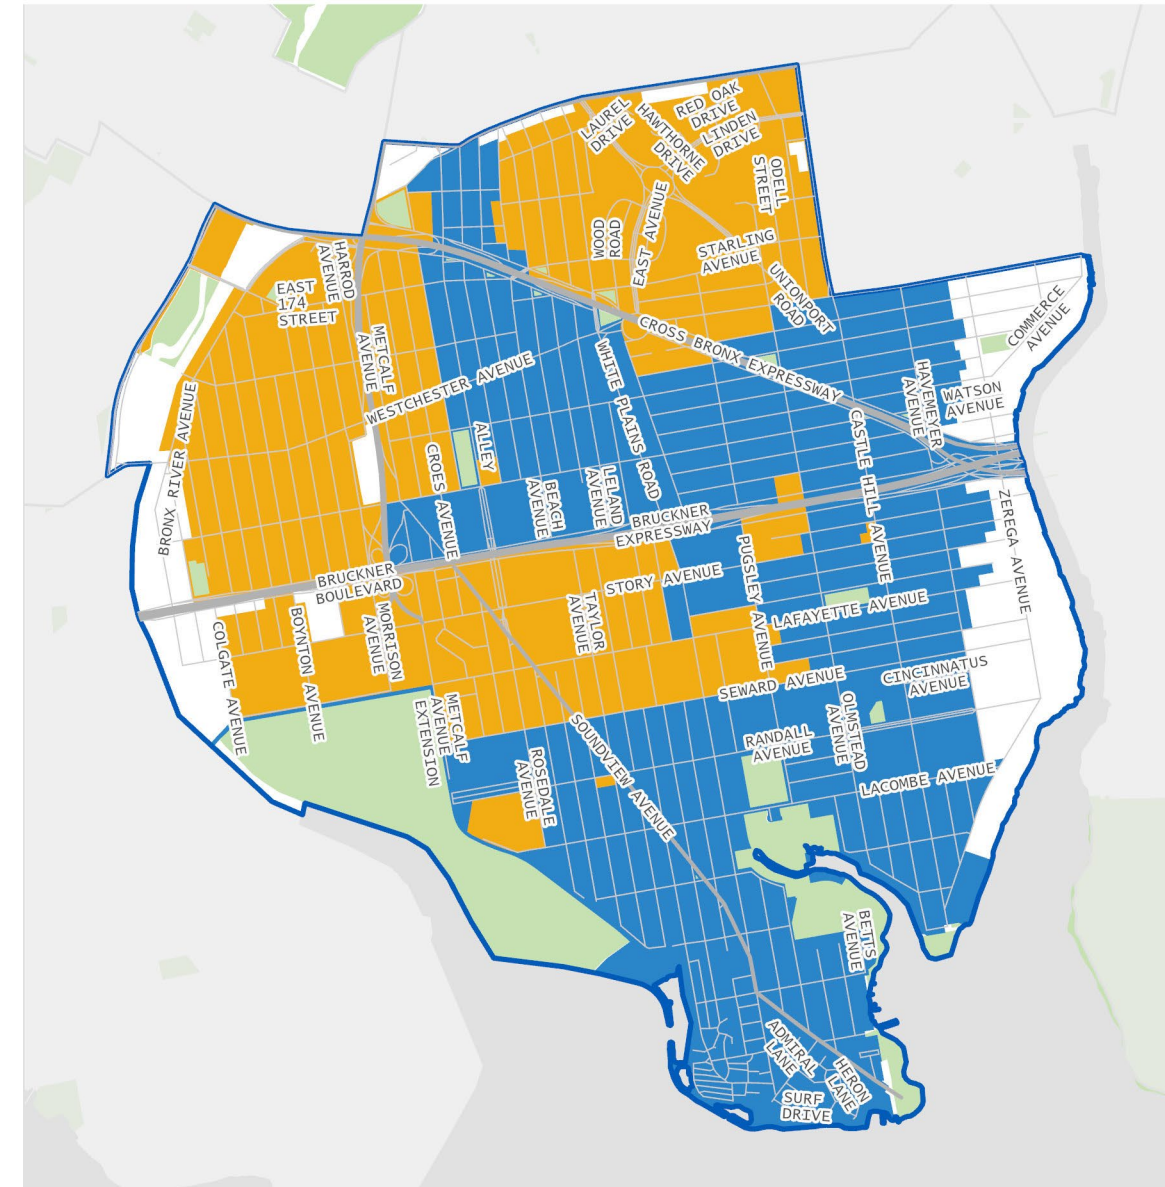 LAUREL
DRIVE
HAWTHORNE
DRIVE
RED OAK
DRIVE
LINDEN
DRIVE
ODELL
STREET
WOOD
ROAD
EAST AVENUE
STARLING
AVENUE
UNIONPORT
ROAD
HARROD
AVENUE
EAST
174
STREET
METCALF
AVENUE
WESTCHESTER AVENUE
CROSS BRONX EXPRESSWAY
WHITE PLAINS ROAD
COMMERCE
AVENUE
HAVEMEYER
AVENUE
WATSON
AVENUE
BRONX RIVER AVENUE
ALLEY
CROES AVENUE
CASTLE HILL AVENUE
BEACH
AVENUE
LELAND
AVENUE
BRUCKNER
EXPRESSWAY
ZEREGA AVENUE
BRUCKNER
BOULEVARD
STORY AVENUE
PUGSLEY AVENUE
TAYLOR
AVENUE
LAFAYETTE AVENUE
COLGATE AVENUE
BOYNTON AVENUE
MORRISON
AVENUE
SEWARD AVENUE
CINCINNATUS
AVENUE
METCALF
AVENUE
EXTENSION
SOUNDVIEW AVENUE
OLMSTEAD
AVENUE
RANDALL
AVENUE
ROSEDALE
AVENUE
LACOMBE AVENUE
BETTS
AVENUE
ADMIRAL
LANE
HERON
LANE
SURF
DRIVE